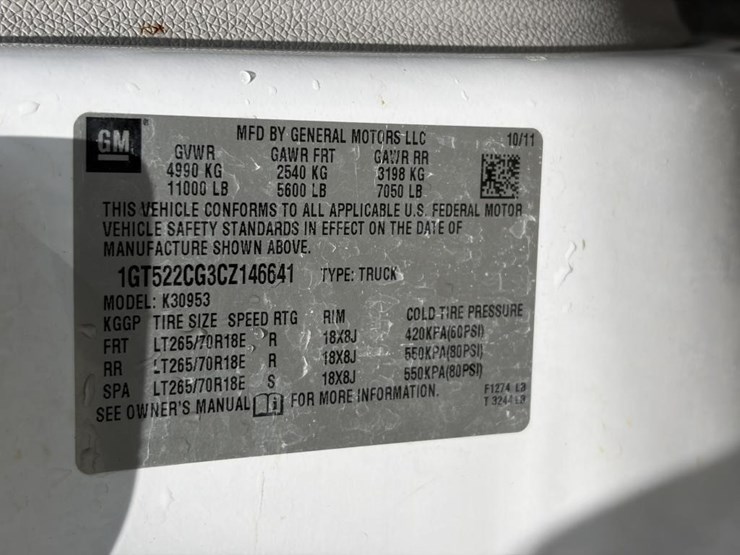 GM
MFD BY GENERAL MOTORS LLC 10/11
GVWR GAWR FRT GAWR RR
4990 KG 2540 KG 3198 KG
11000 LB 5600 LB 7050 LB
THIS VEHICLE CONFORMS TO ALL APPLICABLE U.S. FEDERAL MOTOR
VEHICLE SAFETY STANDARDS IN EFFECT ON THE DATE OF
MANUFACTURE SHOWN ABOVE.
1GT522CG3CZ146641 TYPE: TRUCK
MODEL: K30953
KGGP TIRE SIZE SPEED RTG RIM COLD TIRE PRESSURE
FRT LT265/70R18E R 18X8J 420KPA(60PSI)
RR LT265/70R18E R 18X8J 550KPA(80PSI)
SPA LT265/70R18E S 18X8J 550KPA(80PSI)
SEE OWNER'S MANUAL i FOR MORE INFORMATION.
F1274 LB
T 3244 LB